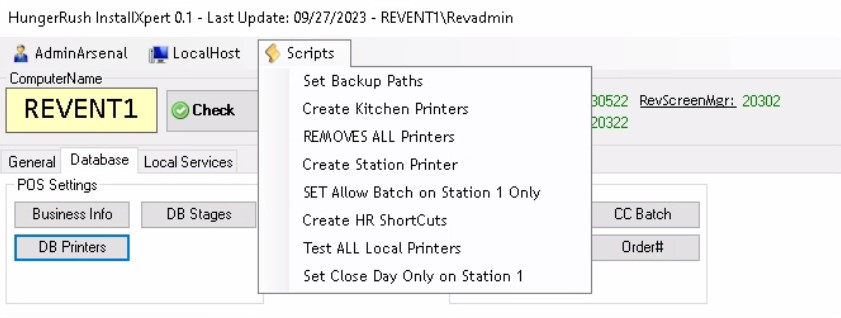 HungerRush InstallXpert 0.1 - Last Update: 09/27/2023 - REVENT1\Revadmin
AdminArsenal LocalHost Scripts
ComputerName
REVENT1 Check
Set Backup Paths
Create Kitchen Printers
REMOVES ALL Printers
Create Station Printer
SET Allow Batch on Station 1 Only
Create HR ShortCuts
Test ALL Local Printers
Set Close Day Only on Station 1
30522 RevScreenMgr: 20302
20322
General Database Local Services
POS Settings
Business Info DB Stages CC Batch
DB Printers Order#